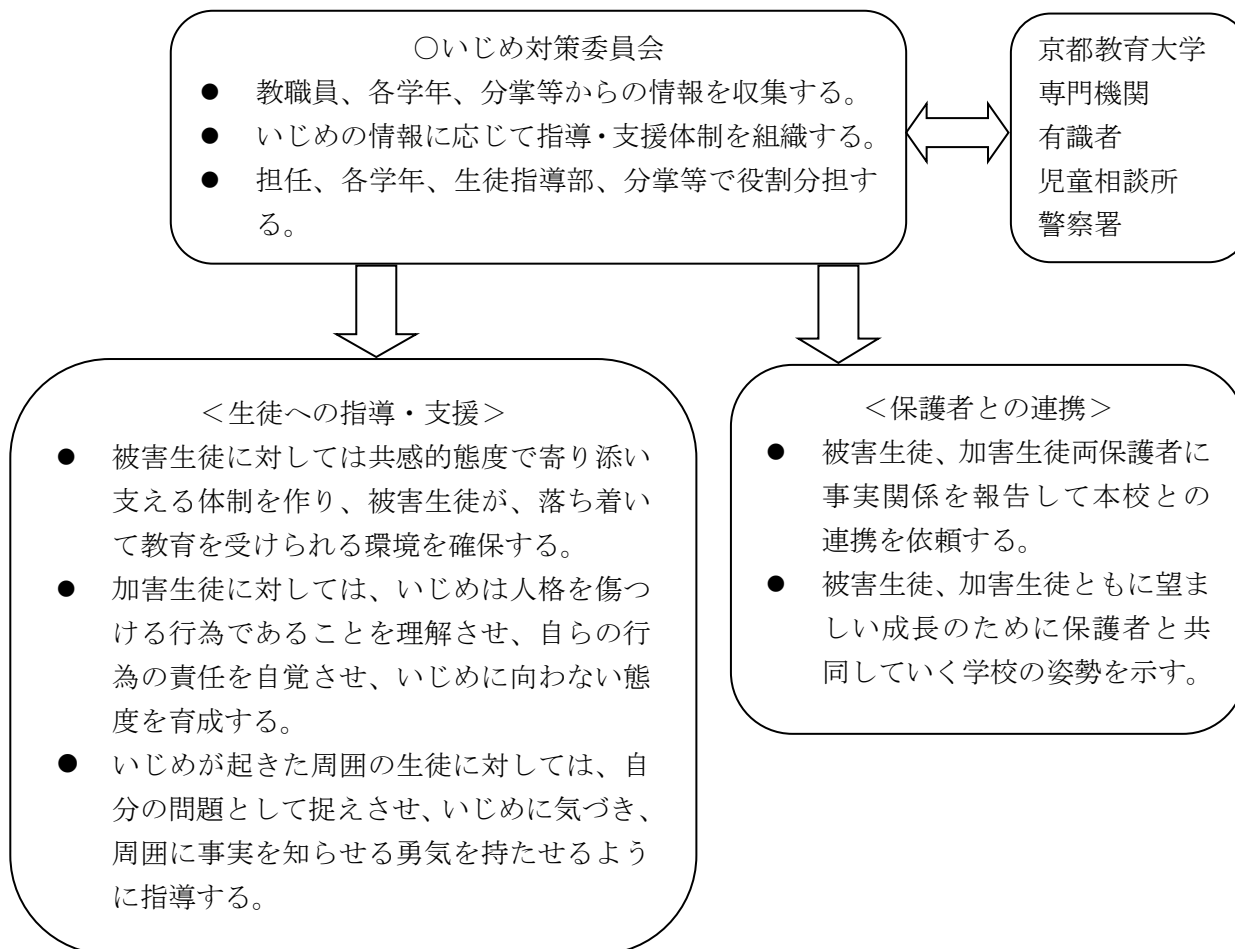 〇いじめ対策委員会
● 教職員、各学年、分掌等からの情報を収集する。
● いじめの情報に応じて指導・支援体制を組織する。
● 担任、各学年、生徒指導部、分掌等で役割分担す
る。
京都教育大学
専門機関
有識者
児童相談所
警察署
＜生徒への指導・支援＞
● 被害生徒に対しては共感的態度で寄り添い
支える体制を作り、被害生徒が、落ち着い
て教育を受けられる環境を確保する。
● 加害生徒に対しては、いじめは人格を傷つ
ける行為であることを理解させ、自らの行
為の責任を自覚させ、いじめに向わない態
度を育成する。
● いじめが起きた周囲の生徒に対しては、自
分の問題として捉えさせ、いじめに気づき、
周囲に事実を知らせる勇気を持たせるよう
に指導する。
＜保護者との連携＞
● 被害生徒、加害生徒両保護者に
事実関係を報告して本校との
連携を依頼する。
● 被害生徒、加害生徒ともに望ま
しい成長のために保護者と共
同していく学校の姿勢を示す。